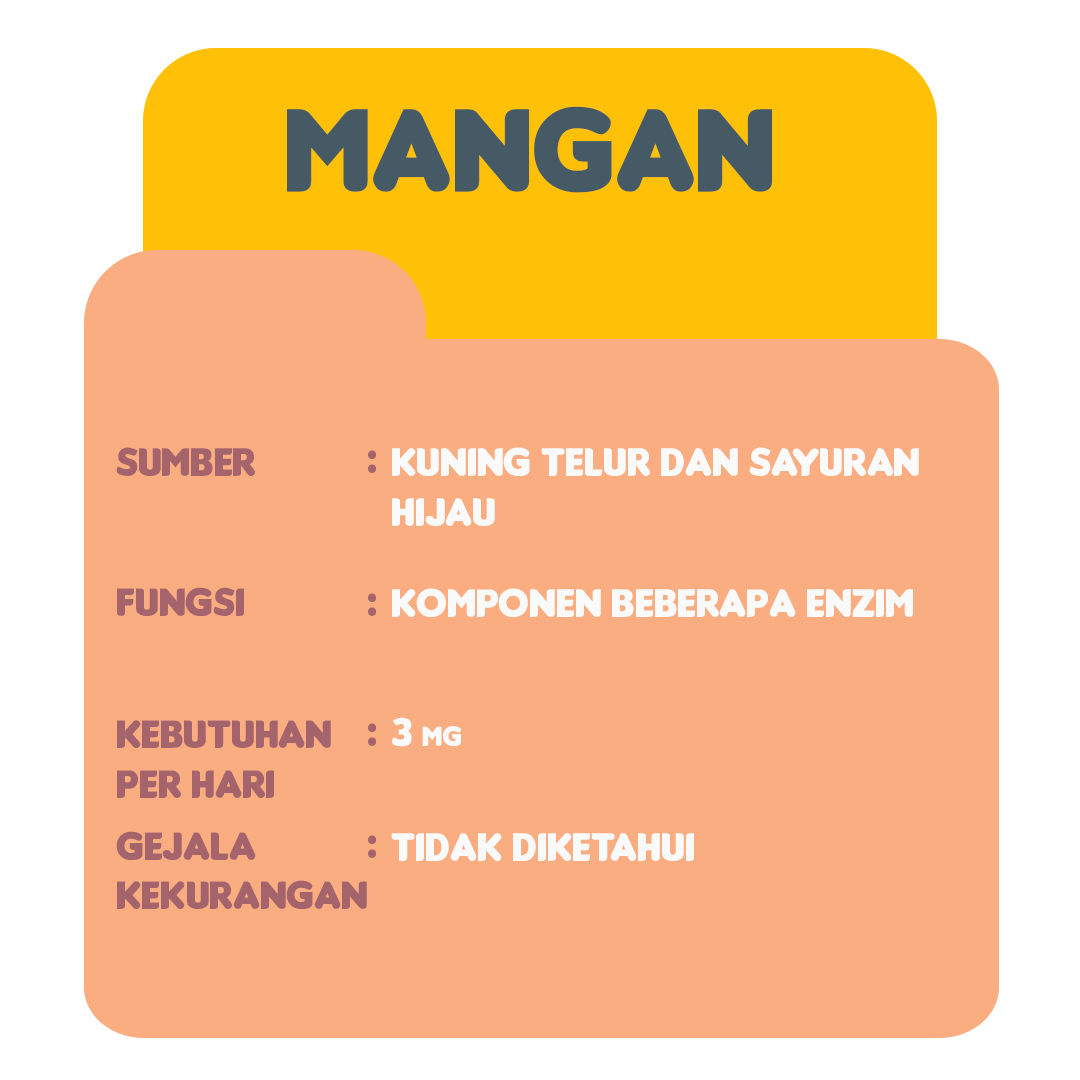 MANGAN
SUMBER : KUNING TELUR DAN SAYURAN
HIJAU
FUNGSI : KOMPONEN BEBERAPA ENZIM
KEBUTUHAN : 3 MG
PER HARI
GEJALA : TIDAK DIKETAHUI
KEKURANGAN